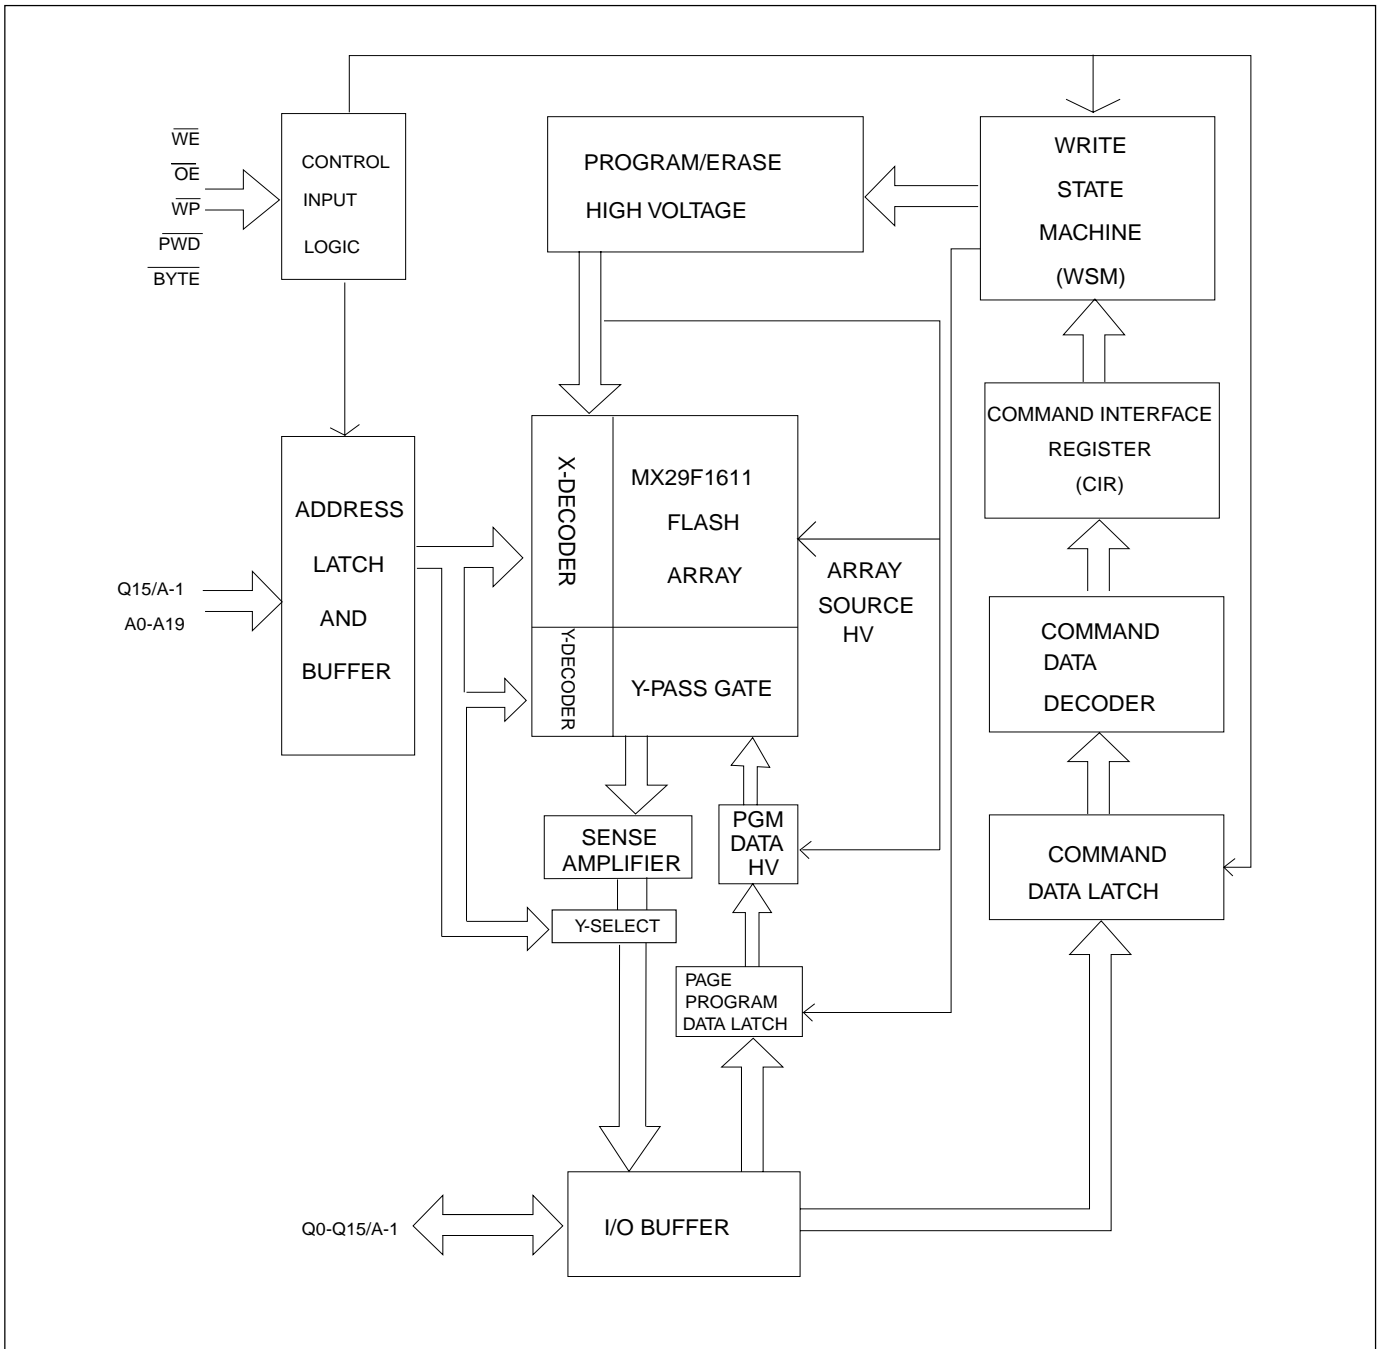 WE
OE
WP
PWD
BYTE
CONTROL
INPUT
LOGIC
PROGRAM/ERASE
HIGH VOLTAGE
WRITE
STATE
MACHINE
(WSM)
COMMAND INTERFACE
REGISTER
(CIR)
Q15/A-1
A0-A19
ADDRESS
LATCH
AND
BUFFER
X-DECODER
MX29F1611
FLASH
ARRAY
ARRAY
SOURCE
HV
Y-DECODER
Y-PASS GATE
COMMAND
DATA
DECODER
SENSE
AMPLIFIER
PGM
DATA
HV
COMMAND
DATA LATCH
Y-SELECT
PAGE
PROGRAM
DATA LATCH
Q0-Q15/A-1
I/O BUFFER